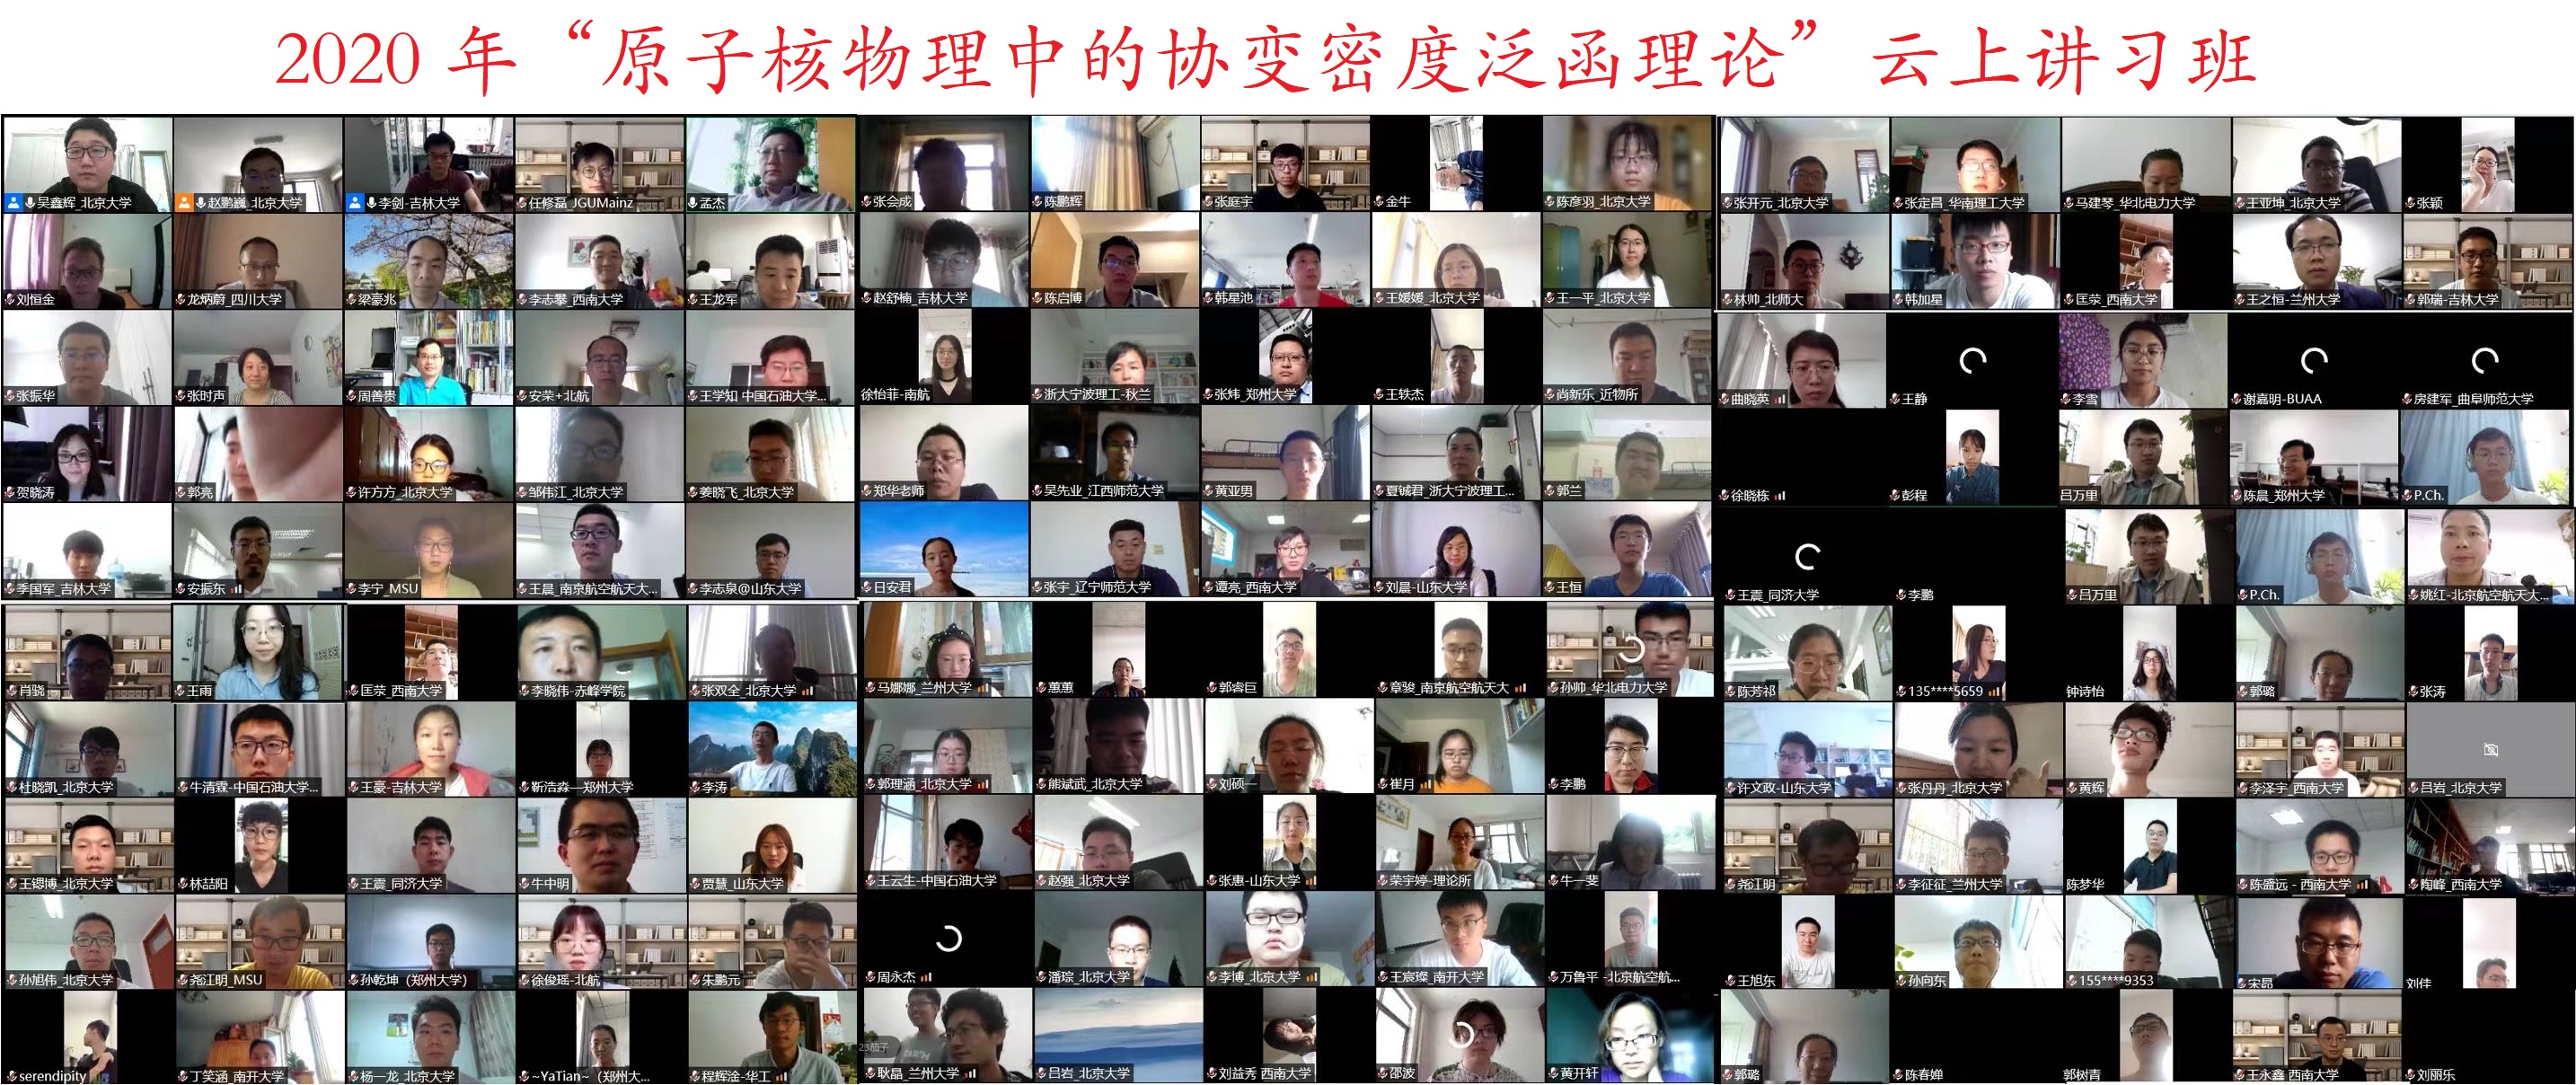 2020 年“原子核物理中的协变密度泛函理论”云上讲习班
吴鑫辉_北京大学
赵鹏巍_北京大学
李剑-吉林大学
任修磊_JGUMainz
孟杰
张会成
陈鹏辉
张庭宇
金牛
陈彦羽_北京大学
张开元_北京大学
张定昌_华南理工大学
马建琴_华北电力大学
王亚坤_北京大学
张颖
刘恒金
龙炳蔚_四川大学
梁豪兆
李志攀_西南大学
王龙军
赵舒楠_吉林大学
陈启博
韩星池
王媛媛_北京大学
王一平_北京大学
林帅_北师大
韩加星
匡荧_西南大学
王之恒-兰州大学
郭瑞-吉林大学
张振华
张时声
周善贵
安荣+北航
王学知 中国石油大学...
徐怡菲-南航
浙大宁波理工-秋兰
张炜_郑州大学
王轶杰
尚新乐_近物所
曲晓英
王静
李雪
谢嘉明-BUAA
房建军_曲阜师范大学
贺晓涛
郭亮
许方方_北京大学
邹伟江_北京大学
姜晓飞_北京大学
郑华老师
吴先业_江西师范大学
黄亚男
夏铖君_浙大宁波理工...
郭兰
徐晓栋
彭程
吕万里
陈晨_郑州大学
P.Ch.
季国军_吉林大学
安振东
李宁_MSU
王晨_南京航空航天大...
李志泉@山东大学
日安君
张宇_辽宁师范大学
谭亮_西南大学
刘晨-山东大学
王恒
王震_同济大学
李鹏
吕万里
P.Ch.
姚红-北京航空航天大...
肖骁
王雨
匡荧_西南大学
李晓伟-赤峰学院
张双全_北京大学
马娜娜_兰州大学
蕙蕙
郭睿巨
章骏_南京航空航天大
孙帅_华北电力大学
陈芳祁
135****5659
钟诗怡
郭璐
张涛
杜晓凯_北京大学
牛清霖-中国石油大学...
王豪-吉林大学
靳浩淼—郑州大学
李涛
郭理涵_北京大学
熊斌武_北京大学
刘硕一
崔月
李鹏
许文政-山东大学
张丹丹_北京大学
黄辉
李泽宇_西南大学
吕岩_北京大学
王锶博_北京大学
林喆阳
王震_同济大学
牛中明
贾慧_山东大学
王云生-中国石油大学
赵强_北京大学
张惠-山东大学
荣宇婷-理论所
牛一斐
尧江明
李征征_兰州大学
陈梦华
陈盛远 - 西南大学
陶峰_西南大学
孙旭伟_北京大学
尧江明_MSU
孙乾坤（郑州大学）
徐俊瑶-北航
朱鹏元
周永杰
潘琮_北京大学
李博_北京大学
王宸璨_南开大学
万鲁平 -北京航空航...
王旭东
孙向东
155****9353
宋昂
刘佳
serendipity
丁笑涵_南开大学
杨一龙_北京大学
~YaTian~（郑州大...
程辉淦-华工
耿晶_兰州大学
吕岩_北京大学
刘益秀 西南大学
邵波
黄开轩
郭璐
陈春婵
郭树青
王永鑫 西南大学
刘丽乐